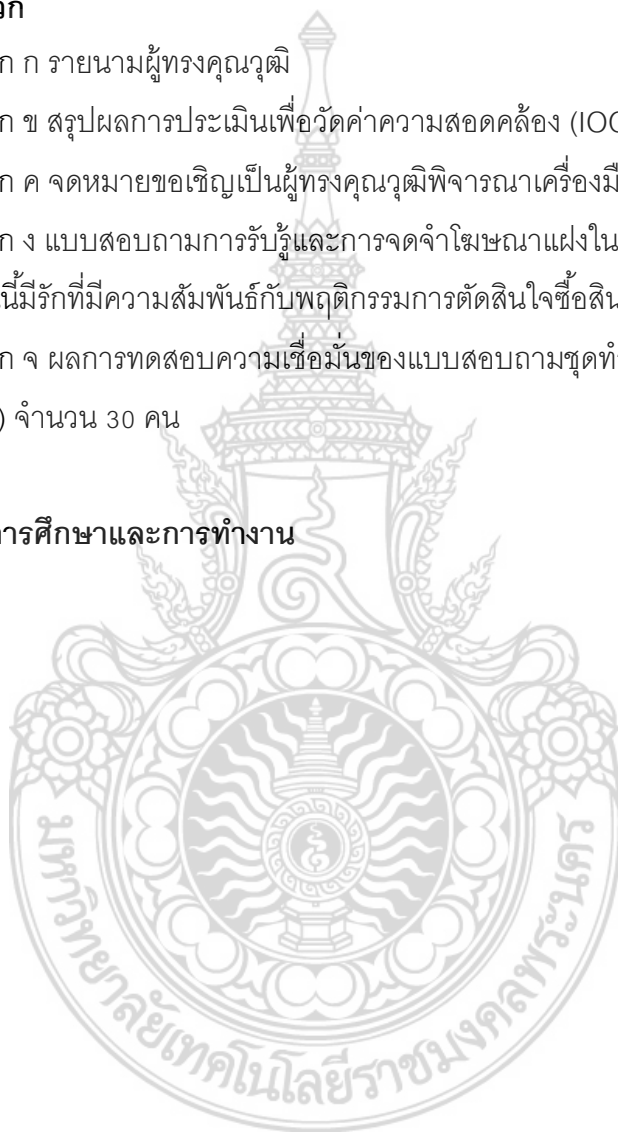 ก ก รายนามผู้ทรงคุณวุฒิ
ก ข สรุปผลการประเมินเพื่อวัดค่าความสอดคล้อง (IOC
ก ค จดหมายขอเชิญเป็นผู้ทรงคุณวุฒิพิจารณาเครื่องมื
ก ง แบบสอบถามการรับรู้และการจดจำโฆษณาแฝงใน
นี้มีรักที่มีความสัมพันธ์กับพฤติกรรมการตัดสินใจซื้อสิน
ก จ ผลการทดสอบความเชื่อมั่นของแบบสอบถามชุดท
) จำนวน 30 คน
การศึกษาและการทำงาน
มหาวิทยาลัยเทคโนโลยีราชมงคลพระนคร